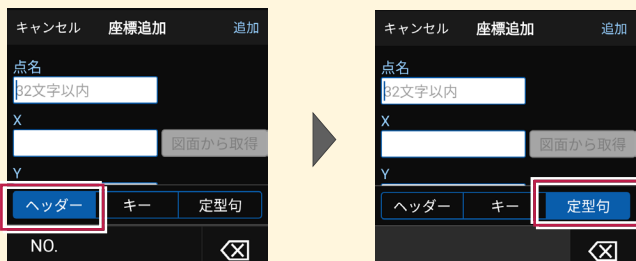 キャンセル 座標追加 追加
点名
32文字以内
X
図面から取得
Y
ヘッダー キー 定型句
NO.
キャンセル 座標追加 追加
点名
32文字以内
X
図面から取得
Y
ヘッダー キー 定型句